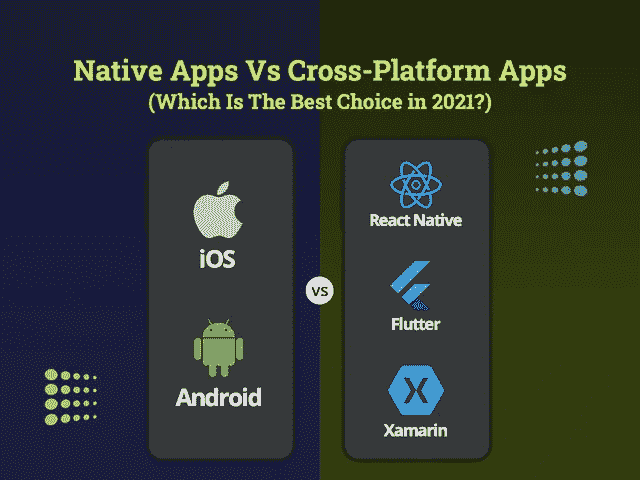 Native Apps Vs Cross-Platform Apps
(Which Is The Best Choice in 2021?)
iOS
Android
vs
React Native
Flutter
Xamarin